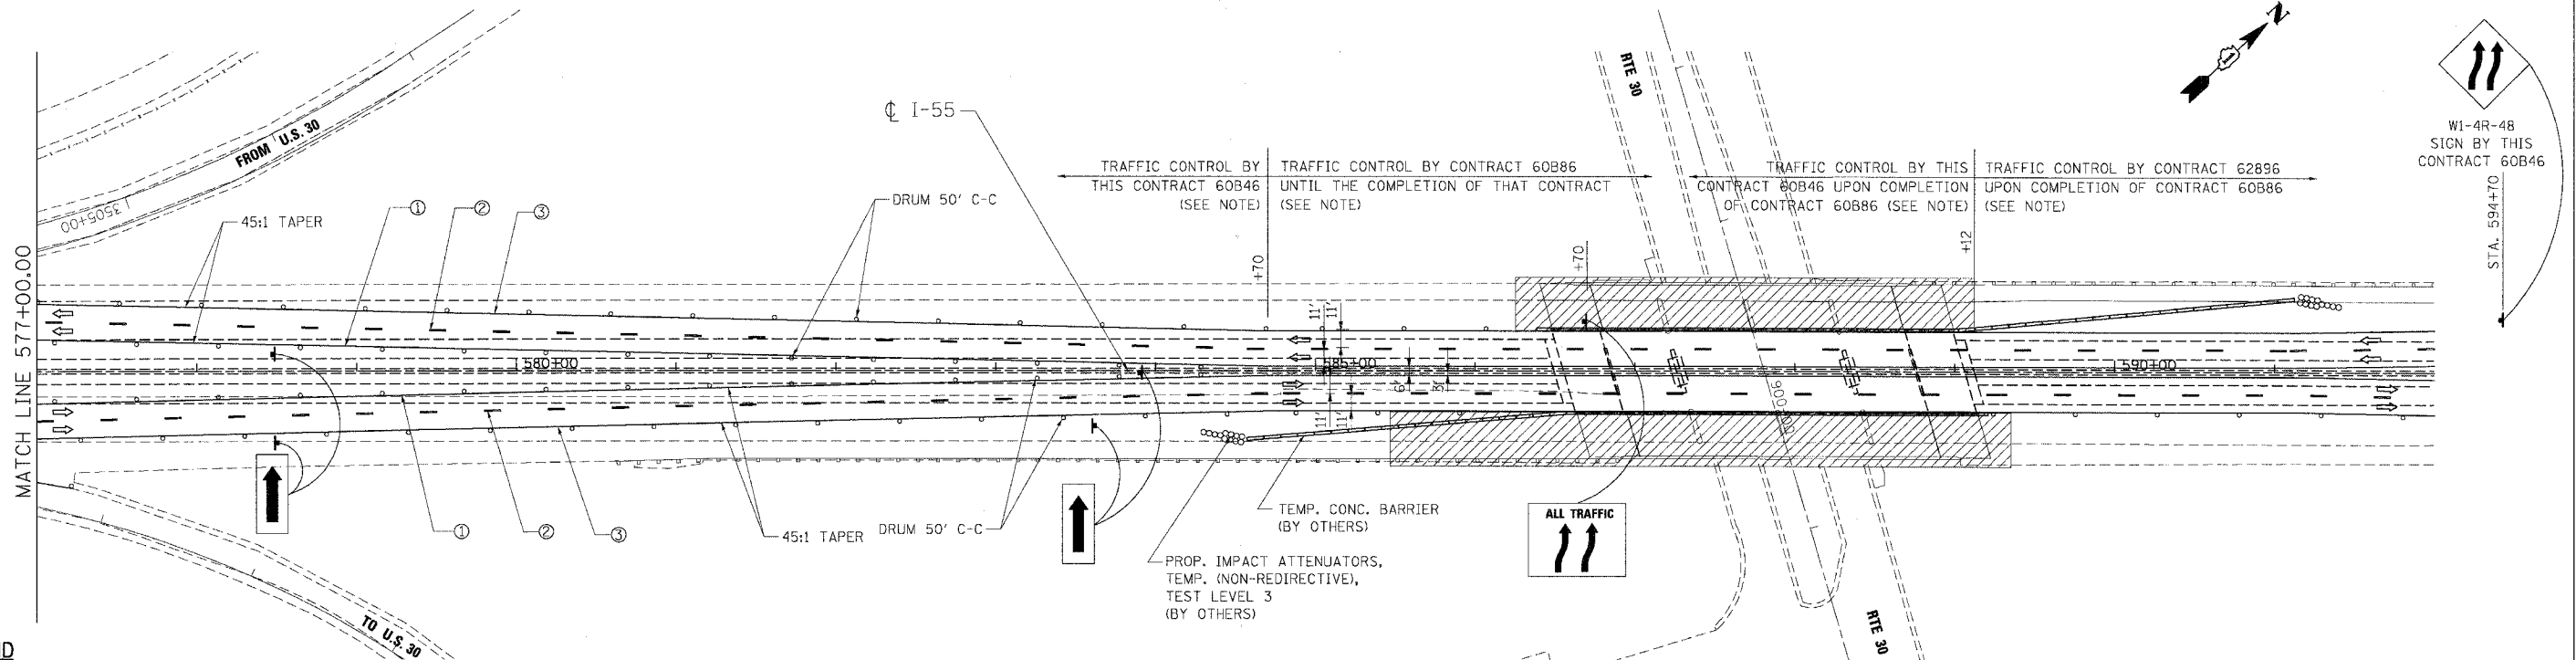 N
FROM U.S. 30
13505+00
45:1 TAPER
1
2
3
DRUM 50' C-C
℄ I-55
RTE 30
TRAFFIC CONTROL BY
THIS CONTRACT 60B46
(SEE NOTE)
TRAFFIC CONTROL BY CONTRACT 60B86
UNTIL THE COMPLETION OF THAT CONTRACT
(SEE NOTE)
TRAFFIC CONTROL BY THIS
CONTRACT 60B46 UPON COMPLETION
OF CONTRACT 60B86 (SEE NOTE)
TRAFFIC CONTROL BY CONTRACT 62896
UPON COMPLETION OF CONTRACT 60B86
(SEE NOTE)
W1-4R-48
SIGN BY THIS
CONTRACT 60B46
STA. 594+70
+70
+70
+12
MATCH LINE 577+00.00
580+00
585+00
590+00
11'
11'
6'
3'
11'
11'
1
2
3
45:1 TAPER
DRUM 50' C-C
TEMP. CONC. BARRIER
(BY OTHERS)
PROP. IMPACT ATTENUATORS,
TEMP. (NON-REDIRECTIVE),
TEST LEVEL 3
(BY OTHERS)
ALL TRAFFIC
TO U.S. 30
RTE 30